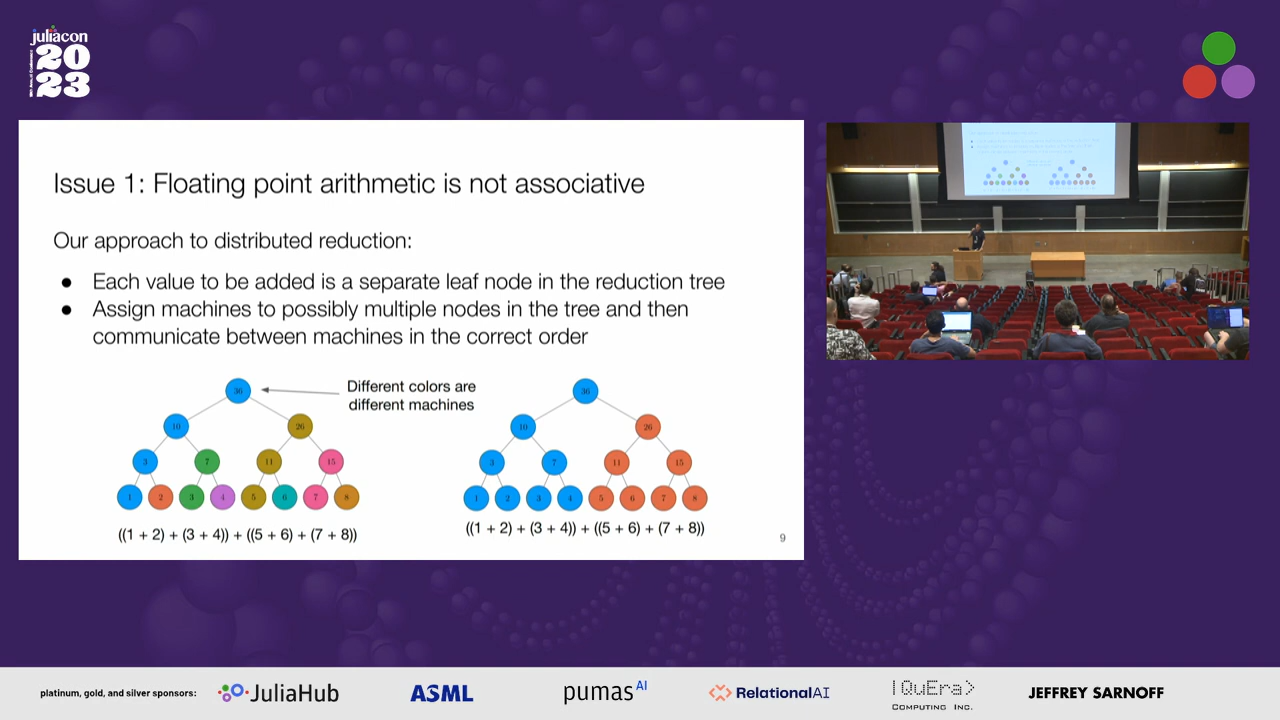 juliacon
20
23
Issue 1: Floating point arithmetic is not associative
Our approach to distributed reduction:
● Each value to be added is a separate leaf node in the reduction tree
● Assign machines to possibly multiple nodes in the tree and then
communicate between machines in the correct order
Different colors are
different machines
36
10 26
3 7 11 15
1 2 3 4 5 6 7 8
((1 + 2) + (3 + 4)) + ((5 + 6) + (7 + 8))
36
10 26
3 7 11 15
1 2 3 4 5 6 7 8
((1 + 2) + (3 + 4)) + ((5 + 6) + (7 + 8))
9
platinum, gold, and silver sponsors:
JuliaHub
ASML
pumasAI
RelationalAI
|QuEra>
COMPUTING INC.
JEFFREY SARNOFF